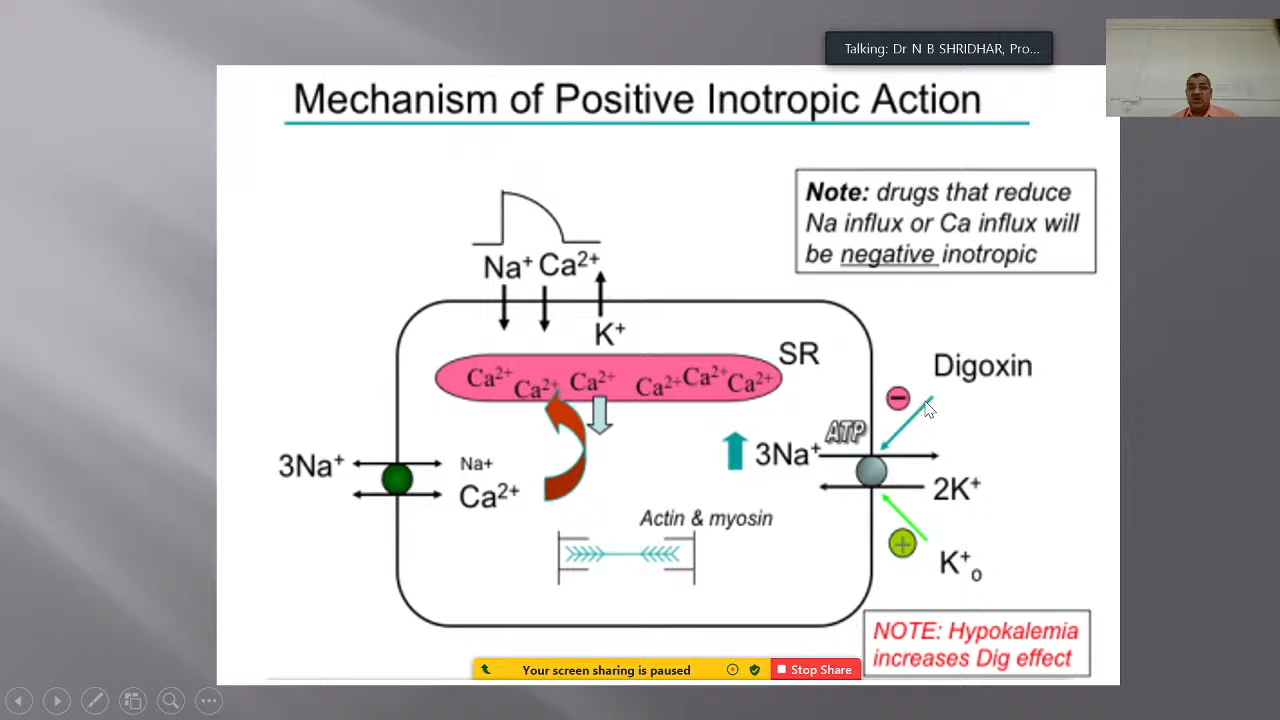 Talking: Dr N B SHRIDHAR, Pro...
Mechanism of Positive Inotropic Action
Note: drugs that reduce
Na influx or Ca influx will
be negative inotropic
Na⁺ Ca²⁺
K⁺
SR
Ca²⁺ Ca²⁺ Ca²⁺ Ca²⁺ Ca²⁺ Ca²⁺
Digoxin
−
ATP
3Na⁺
Na+
Ca²⁺
3Na⁺
2K⁺
Actin & myosin
+
K⁺o
NOTE: Hypokalemia
increases Dig effect
Your screen sharing is paused
Stop Share